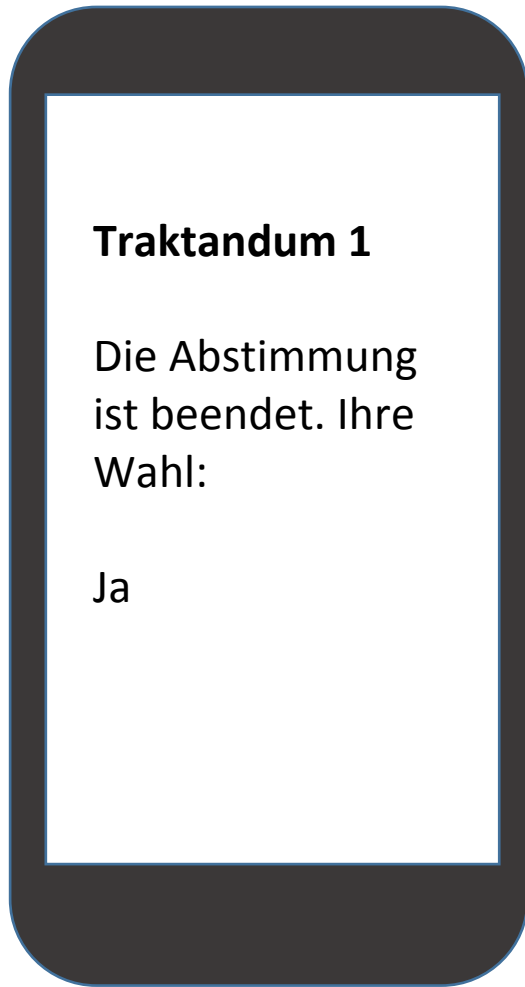 Traktandum 1
Die Abstimmung
ist beendet. Ihre
Wahl:
Ja